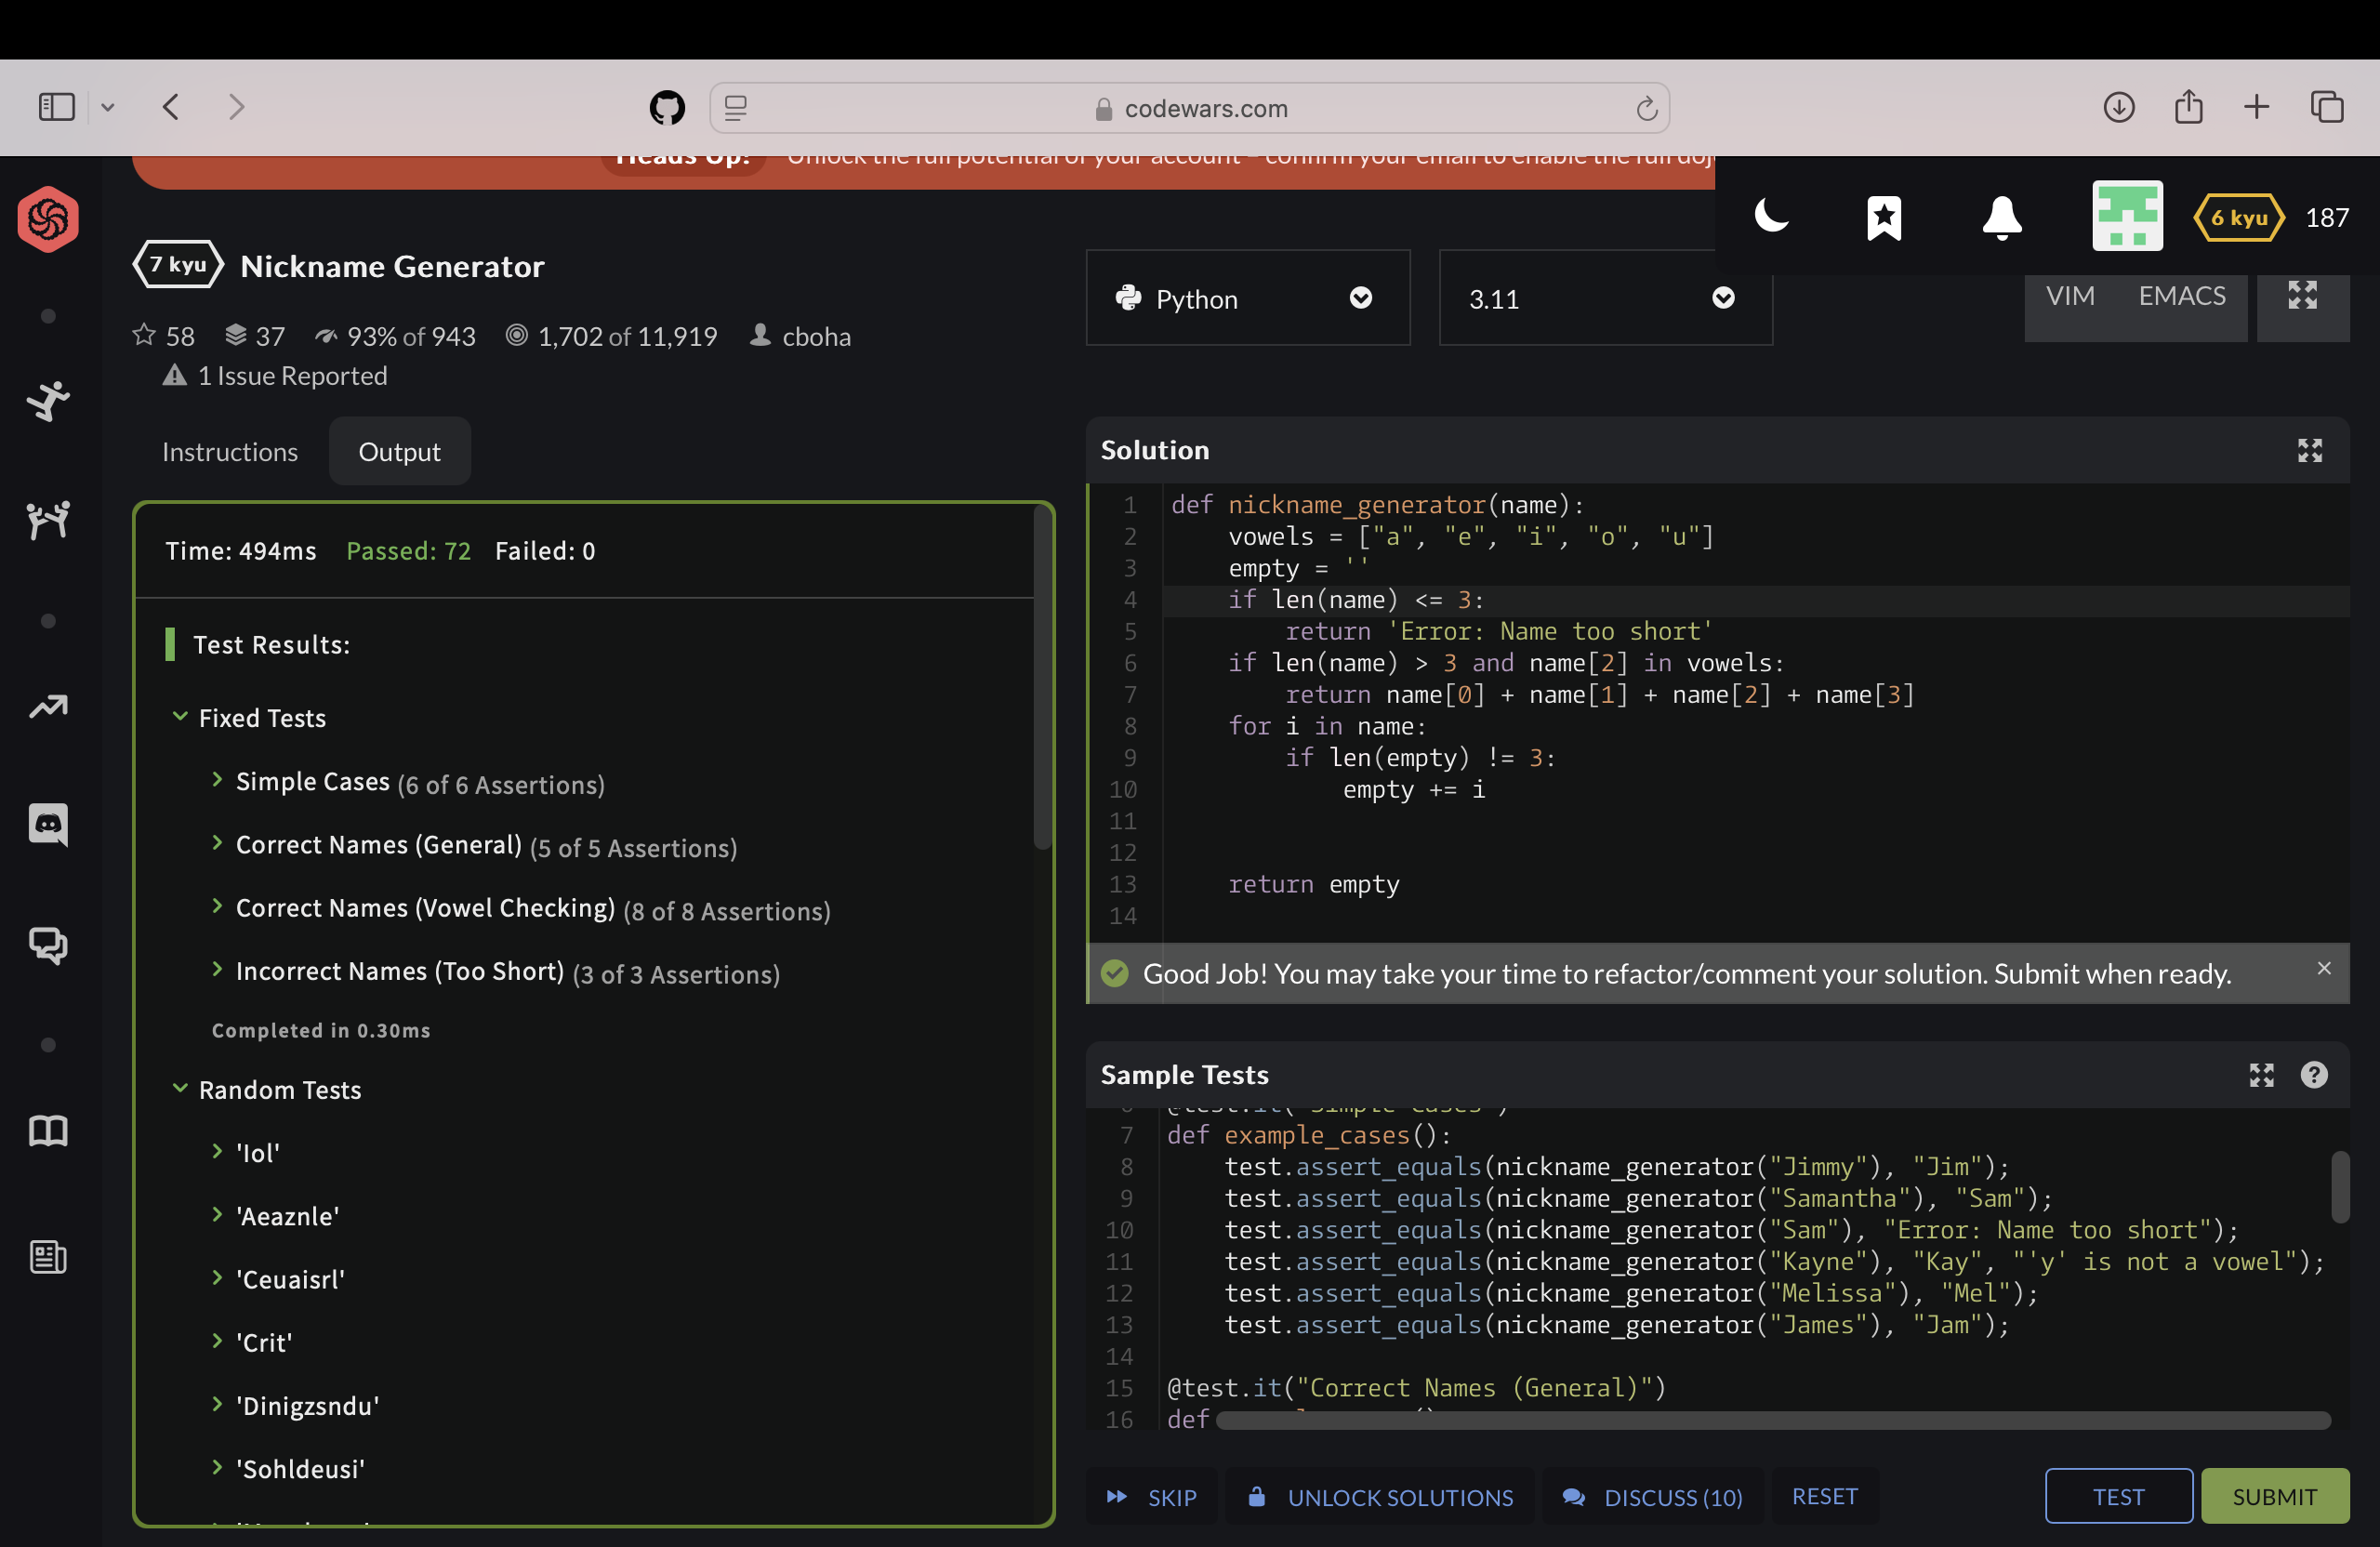 codewars.com
Heads Up! Unlock the full potential of your account - confirm your email to enable the full doj
6 kyu 187
7 kyu Nickname Generator
58 37 93% of 943 1,702 of 11,919 cboha
1 Issue Reported
Python
3.11
VIM EMACS
Instructions Output
Time: 494ms Passed: 72 Failed: 0
Test Results:
Fixed Tests
Simple Cases (6 of 6 Assertions)
Correct Names (General) (5 of 5 Assertions)
Correct Names (Vowel Checking) (8 of 8 Assertions)
Incorrect Names (Too Short) (3 of 3 Assertions)
Completed in 0.30ms
Random Tests
'Iol'
'Aeaznle'
'Ceuaisrl'
'Crit'
'Dinigzsndu'
'Sohldeusi'
Solution
1 def nickname_generator(name):
2 vowels = ["a", "e", "i", "o", "u"]
3 empty = ''
4 if len(name) <= 3:
5 return 'Error: Name too short'
6 if len(name) > 3 and name[2] in vowels:
7 return name[0] + name[1] + name[2] + name[3]
8 for i in name:
9 if len(empty) != 3:
10 empty += i
11
12
13 return empty
14
Good Job! You may take your time to refactor/comment your solution. Submit when ready.
Sample Tests
6 @test.it("Simple Cases")
7 def example_cases():
8 test.assert_equals(nickname_generator("Jimmy"), "Jim");
9 test.assert_equals(nickname_generator("Samantha"), "Sam");
10 test.assert_equals(nickname_generator("Sam"), "Error: Name too short");
11 test.assert_equals(nickname_generator("Kayne"), "Kay", "'y' is not a vowel");
12 test.assert_equals(nickname_generator("Melissa"), "Mel");
13 test.assert_equals(nickname_generator("James"), "Jam");
14
15 @test.it("Correct Names (General)")
16 def
SKIP UNLOCK SOLUTIONS DISCUSS (10) RESET TEST SUBMIT